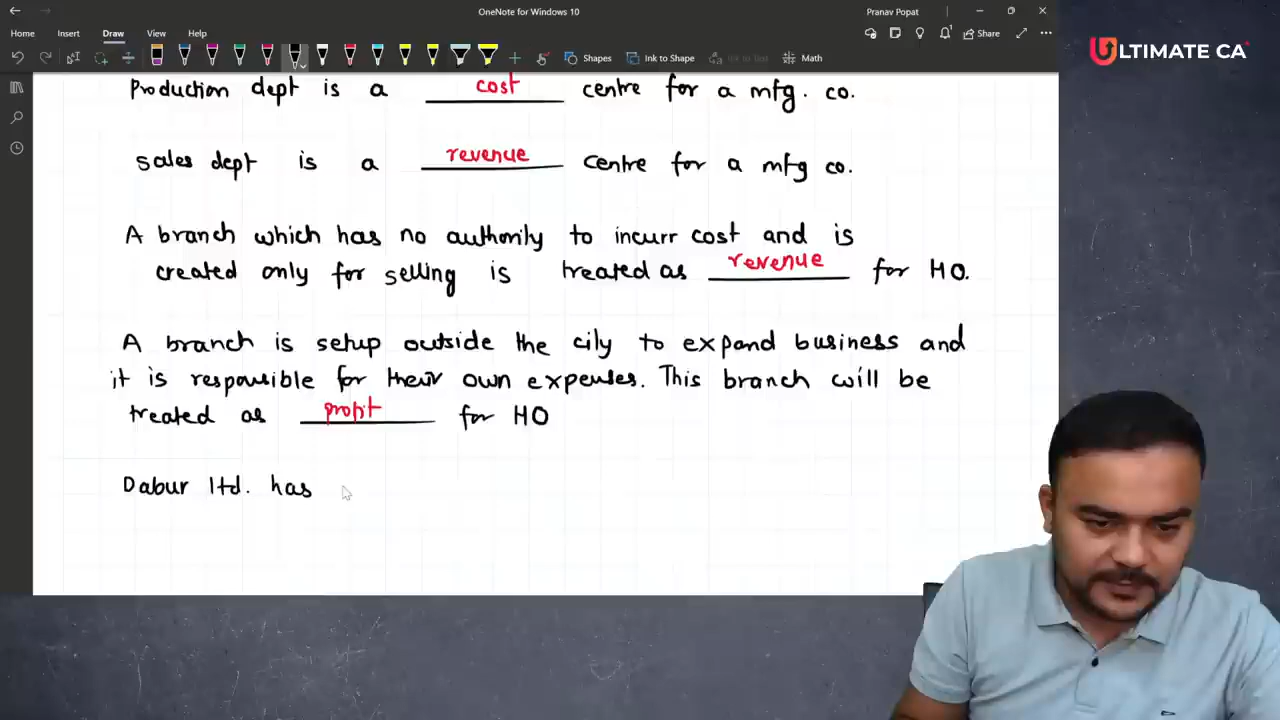 OneNote for Windows 10
Pranav Popat
Home Insert Draw View Help
Share
Shapes Ink to Shape Ink to Text Math
ULTIMATE CA
Production dept is a cost centre for a mfg. co.
sales dept is a revenue centre for a mfg co.
A branch which has no authority to incurr cost and is
created only for selling is treated as revenue for HO.
A branch is setup outside the city to expand business and
it is responsible for their own expenses. This branch will be
treated as profit for HO
Dabur ltd. has